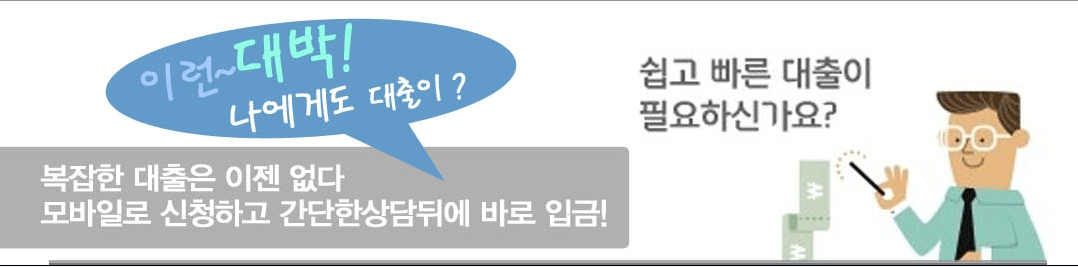 이런~대박!
나에게도 대출이?
쉽고 빠른 대출이
필요하신가요?
복잡한 대출은 이젠 없다
모바일로 신청하고 간단한상담뒤에 바로 입금!
₩
₩